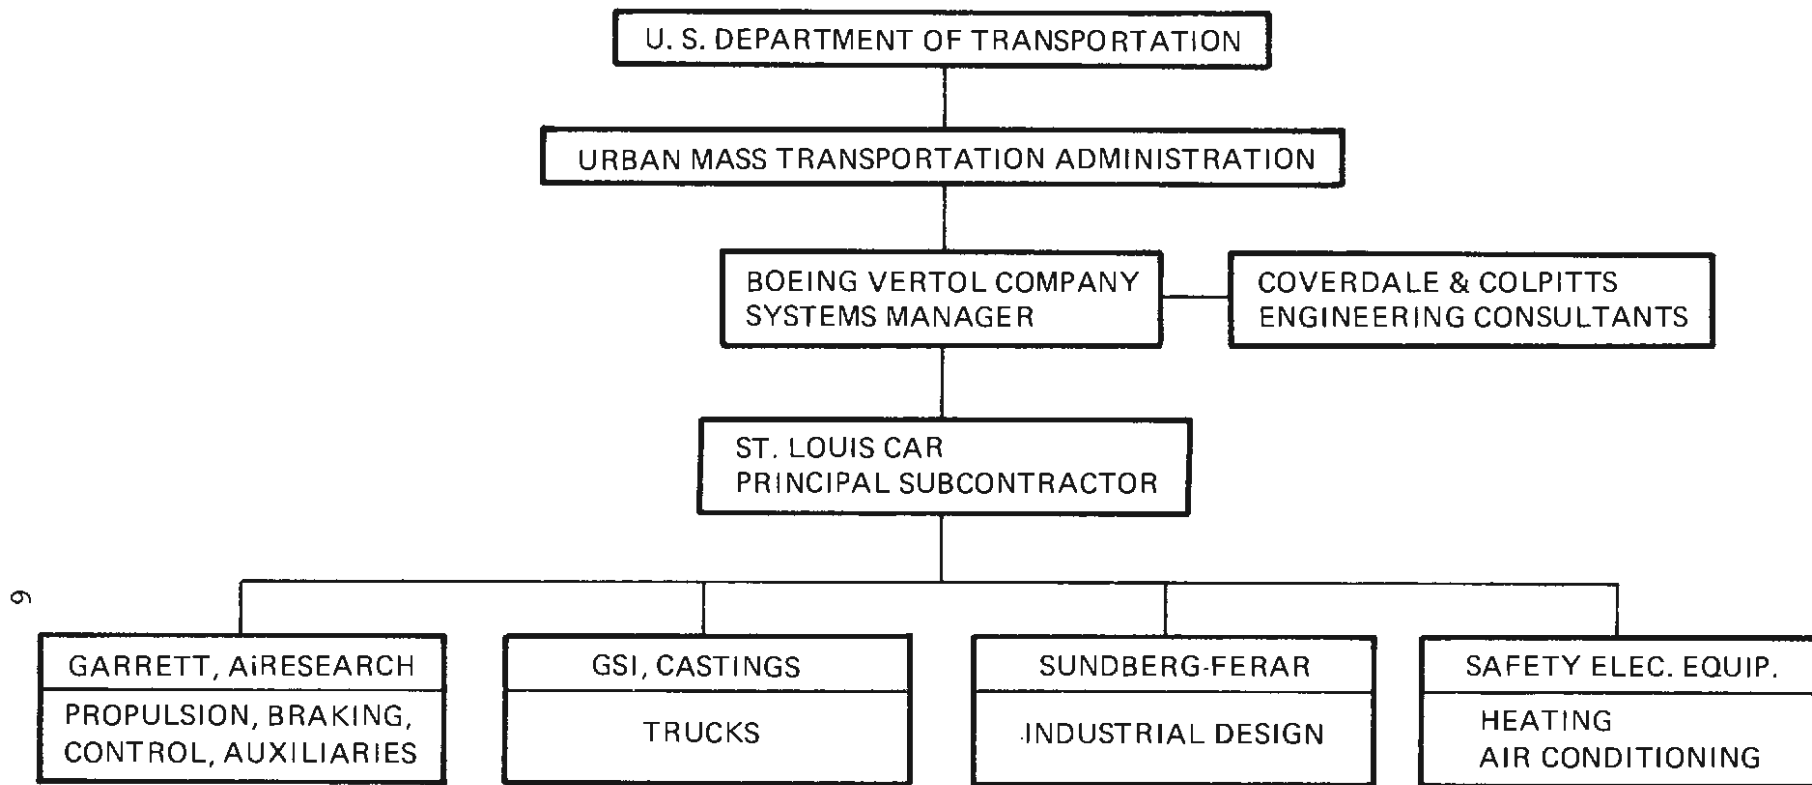 U. S. DEPARTMENT OF TRANSPORTATION
URBAN MASS TRANSPORTATION ADMINISTRATION
BOEING VERTOL COMPANY
SYSTEMS MANAGER
COVERDALE & COLPITTS
ENGINEERING CONSULTANTS
ST. LOUIS CAR
PRINCIPAL SUBCONTRACTOR
9
GARRETT, AiRESEARCH
PROPULSION, BRAKING,
CONTROL, AUXILIARIES
GSI, CASTINGS
TRUCKS
SUNDBERG-FERAR
INDUSTRIAL DESIGN
SAFETY ELEC. EQUIP.
HEATING
AIR CONDITIONING